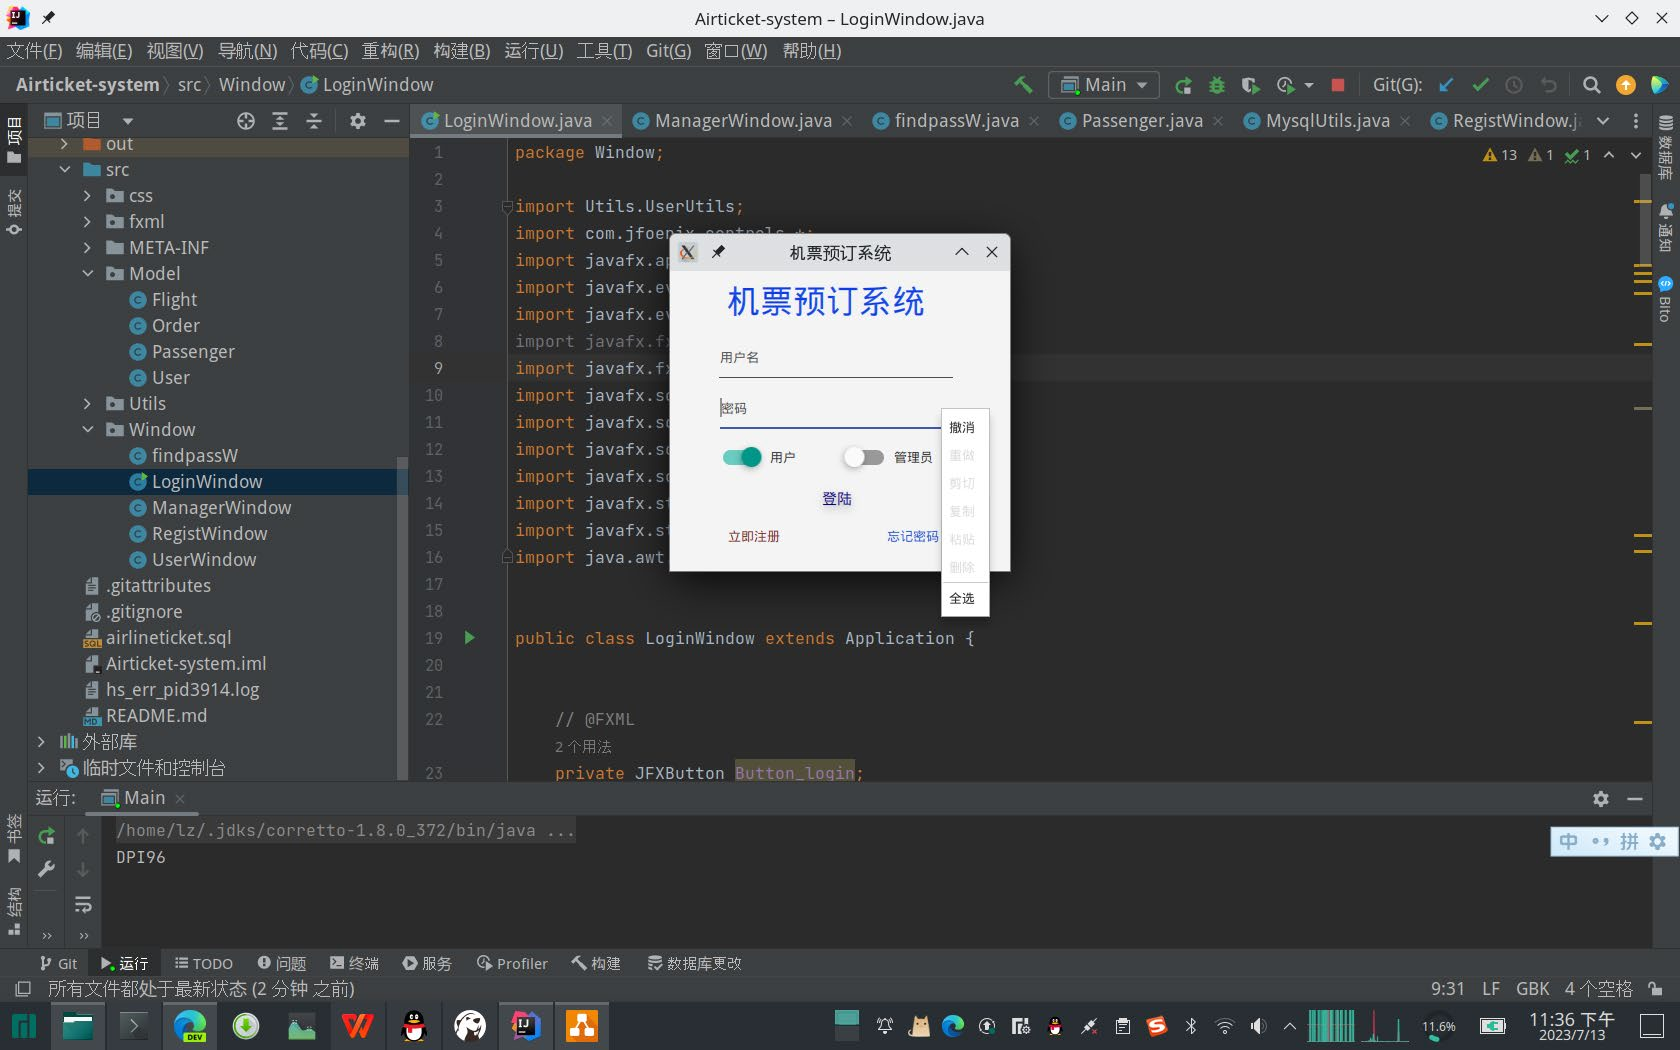 Airticket-system – LoginWindow.java
文件(F) 编辑(E) 视图(V) 导航(N) 代码(C) 重构(R) 构建(B) 运行(U) 工具(T) Git(G) 窗口(W) 帮助(H)
Airticket-system src Window LoginWindow
Main
Git(G):
项目
LoginWindow.java
ManagerWindow.java
findpassW.java
Passenger.java
MysqlUtils.java
RegistWindow.j
项目
提交
书签
结构
out
src
css
fxml
META-INF
Model
Flight
Order
Passenger
User
Utils
Window
findpassW
LoginWindow
ManagerWindow
RegistWindow
UserWindow
.gitattributes
.gitignore
airlineticket.sql
Airticket-system.iml
hs_err_pid3914.log
README.md
外部库
临时文件和控制台
13 1 1
1 package Window;
2
3 import Utils.UserUtils;
4 import com.jfoenix.controls.*;
5 import javafx.ap
6 import javafx.ev
7 import javafx.ev
8 import javafx.fx
9 import javafx.fx
10 import javafx.sc
11 import javafx.sc
12 import javafx.sc
13 import javafx.sc
14 import javafx.st
15 import javafx.st
16 import java.awt
17
18
19 public class LoginWindow extends Application {
20
21
22 // @FXML
2 个用法
23 private JFXButton Button_login;
机票预订系统
机票预订系统
用户名
密码
用户
管理员
登陆
立即注册
忘记密码
撤消
重做
剪切
复制
粘贴
删除
全选
数据库
通知
Bito
运行: Main
/home/lz/.jdks/corretto-1.8.0_372/bin/java ...
DPI96
中 •, 拼
Git 运行 TODO 问题 终端 服务 Profiler 构建 数据库更改
所有文件都处于最新状态 (2 分钟 之前)
9:31 LF GBK 4 个空格
DEV
11.6%
11:36 下午
2023/7/13